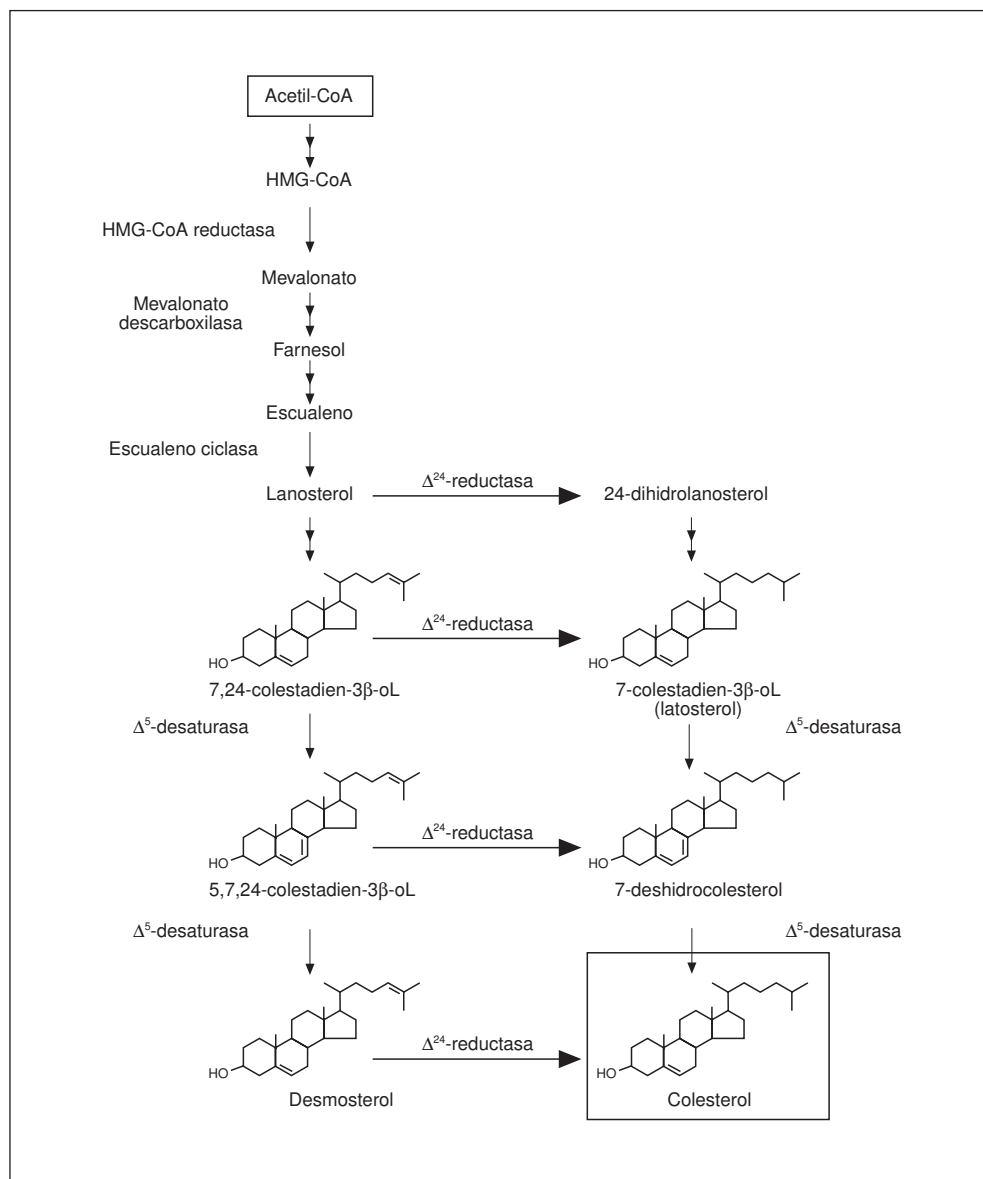 Acetil-CoA
HMG-CoA
HMG-CoA reductasa
Mevalonato
Mevalonato
descarboxilasa
Farnesol
Escualeno
Escualeno ciclasa
Lanosterol
Δ²⁴-reductasa
24-dihidrolanosterol
Δ²⁴-reductasa
HO
HO
7,24-colestadien-3β-oL
7-colestadien-3β-oL
(latosterol)
Δ⁵-desaturasa
Δ⁵-desaturasa
Δ²⁴-reductasa
HO
HO
5,7,24-colestadien-3β-oL
7-deshidrocolesterol
Δ⁵-desaturasa
Δ⁵-desaturasa
Δ²⁴-reductasa
HO
HO
Desmosterol
Colesterol